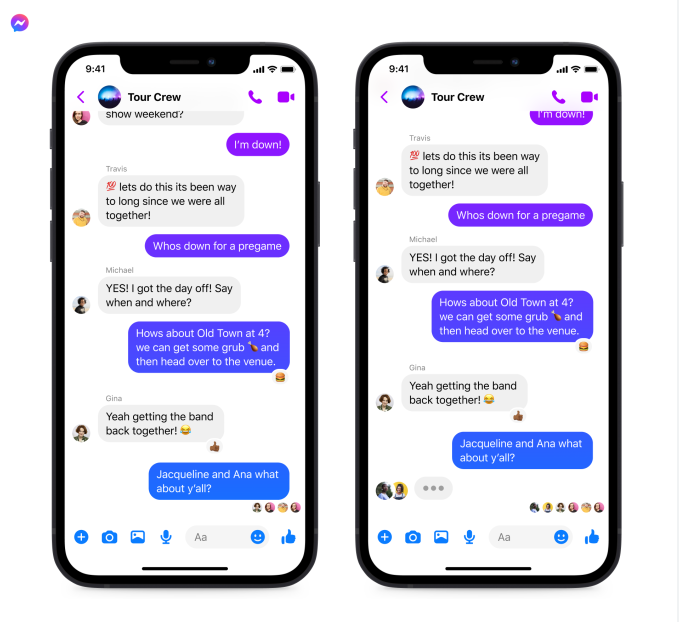 9:41
Tour Crew
show weekend?
I'm down!
Travis
💯 lets do this its been way
to long since we were all
together!
Whos down for a pregame
Michael
YES! I got the day off! Say
when and where?
Hows about Old Town at 4?
we can get some grub 🍗 and
then head over to the venue.
Gina
Yeah getting the band
back together! 😂
Jacqueline and Ana what
about y'all?
Aa
9:41
Tour Crew
I'm down!
Travis
💯 lets do this its been way
to long since we were all
together!
Whos down for a pregame
Michael
YES! I got the day off! Say
when and where?
Hows about Old Town at 4?
we can get some grub 🍗 and
then head over to the venue.
Gina
Yeah getting the band
back together! 😂
Jacqueline and Ana what
about y'all?
Aa